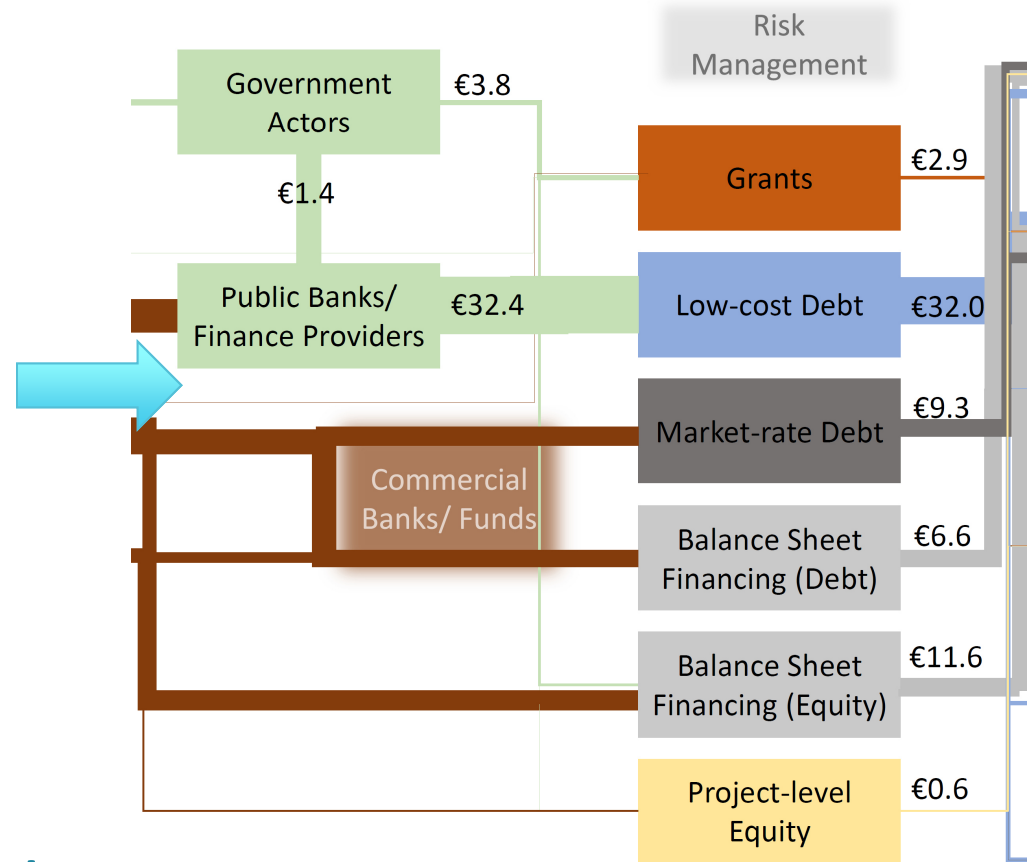 Risk
Management
Government
Actors
€3.8
€1.4
Grants
€2.9
Public Banks/
Finance Providers
€32.4
Low-cost Debt
€32.0
Market-rate Debt
€9.3
Commercial
Banks/ Funds
Balance Sheet
Financing (Debt)
€6.6
Balance Sheet
Financing (Equity)
€11.6
Project-level
Equity
€0.6